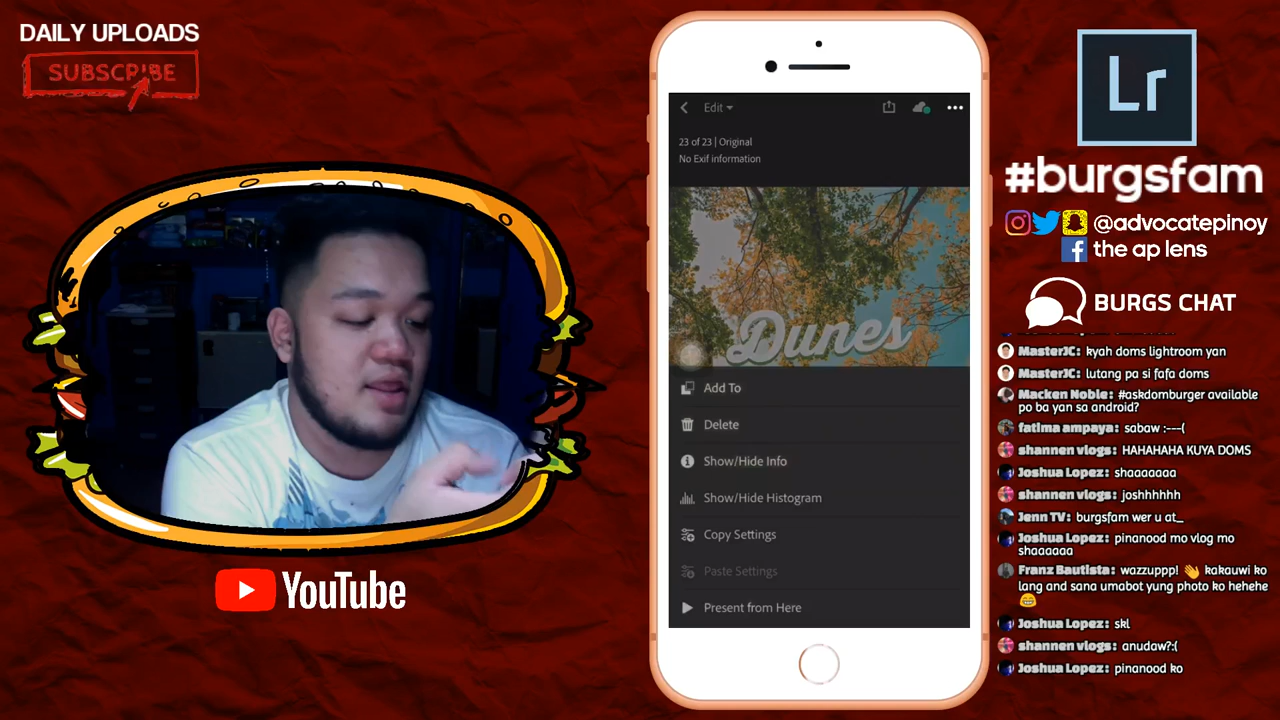 DAILY UPLOADS
SUBSCRIBE
YouTube
Edit
23 of 23 | Original
No Exif information
Dunes
Add To
Delete
Show/Hide Info
Show/Hide Histogram
Copy Settings
Paste Settings
Present from Here
Lr
#burgsfam
@advocatepinoy
the ap lens
BURGS CHAT
MasterJC: kyah doms lightroom yan
MasterJC: lutang pa si fafa doms
Macken Noble: #askdomburger available
po ba yan sa android?
fatima ampaya: sabaw :---(
shannen vlogs: HAHAHAHA KUYA DOMS
Joshua Lopez: shaaaaaa
shannen vlogs: joshhhhhh
Jenn TV: burgsfam wer u at_
Joshua Lopez: pinanood mo vlog mo
shaaaaaa
Franz Bautista: wazzuppp! 👋 kakauwi ko
lang and sana umabot yung photo ko hehehe
😁
Joshua Lopez: skl
shannen vlogs: anudaw?:(
Joshua Lopez: pinanood ko